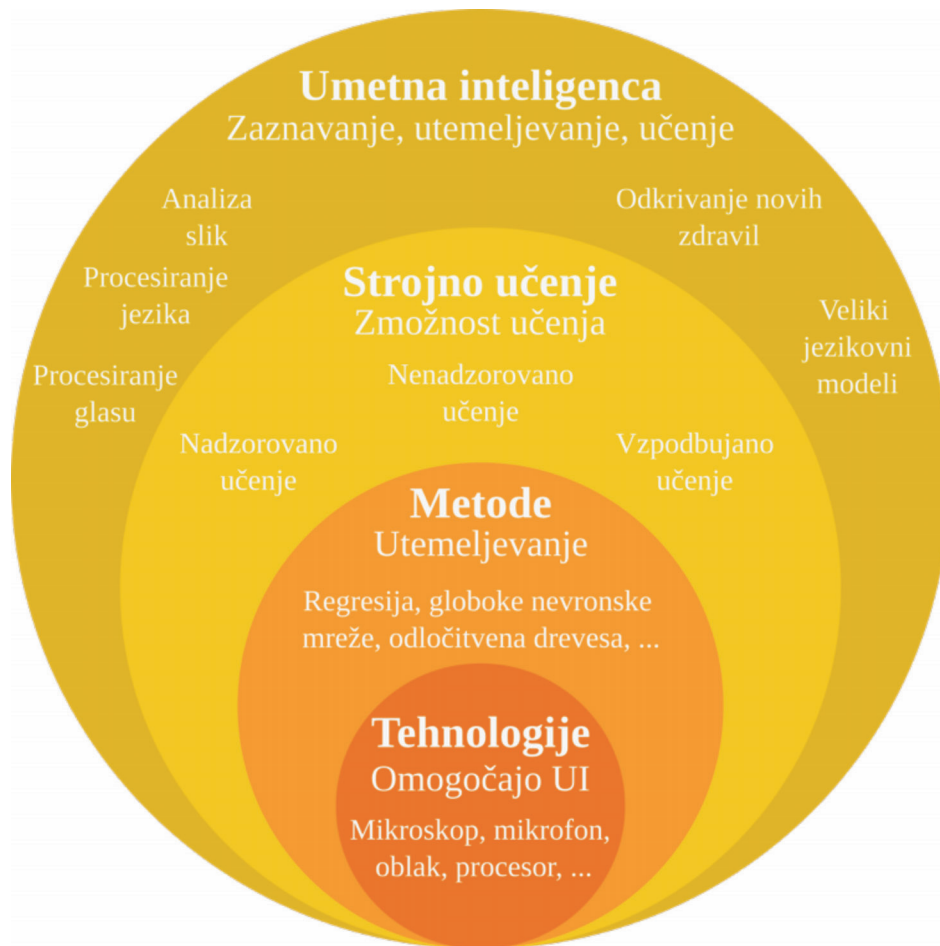 Umetna inteligenca
Zaznavanje, utemeljevanje, učenje
Analiza
slik
Odkrivanje novih
zdravil
Procesiranje
jezika
Strojno učenje
Zmožnost učenja
Veliki
jezikovni
modeli
Procesiranje
glasu
Nenadzorovano
učenje
Nadzorovano
učenje
Vzpodbujano
učenje
Metode
Utemeljevanje
Regresija, globoke nevronske
mreže, odločitvena drevesa, ...
Tehnologije
Omogočajo UI
Mikroskop, mikrofon,
oblak, procesor, ...